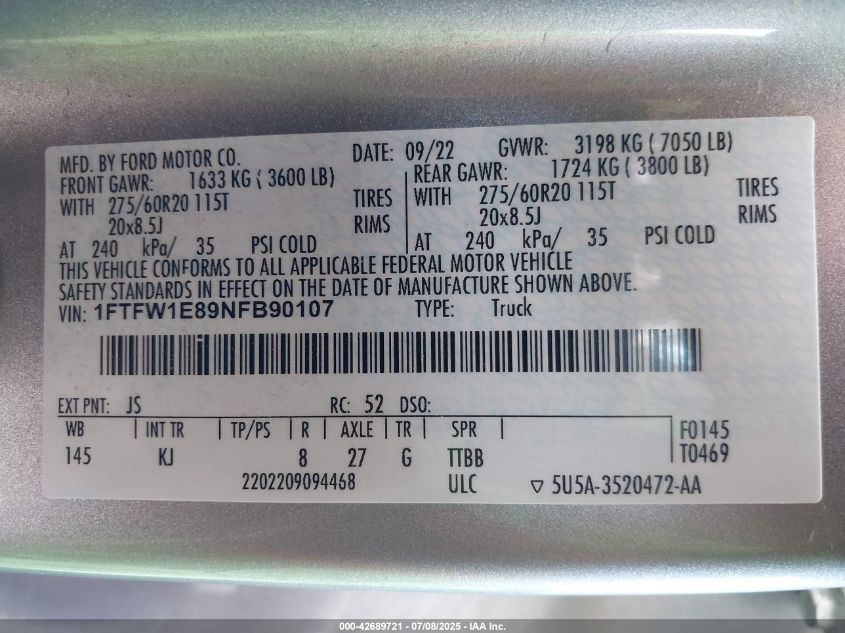 MFD. BY FORD MOTOR CO. DATE: 09/22 GVWR: 3198 KG ( 7050 LB)
FRONT GAWR: 1633 KG ( 3600 LB) REAR GAWR: 1724 KG ( 3800 LB)
WITH 275/60R20 115T TIRES WITH 275/60R20 115T TIRES
20x8.5J RIMS 20x8.5J RIMS
AT 240 kPa/ 35 PSI COLD AT 240 kPa/ 35 PSI COLD
THIS VEHICLE CONFORMS TO ALL APPLICABLE FEDERAL MOTOR VEHICLE
SAFETY STANDARDS IN EFFECT ON THE DATE OF MANUFACTURE SHOWN ABOVE.
VIN: 1FTFW1E89NFB90107 TYPE: Truck
EXT PNT: JS RC: 52 DSO:
WB INT TR TP/PS R AXLE TR SPR F0145
145 KJ 8 27 G TTBB T0469
2202209094468 ULC ▽ 5U5A-3520472-AA
000-42689721 - 07/08/2025 - IAA Inc.